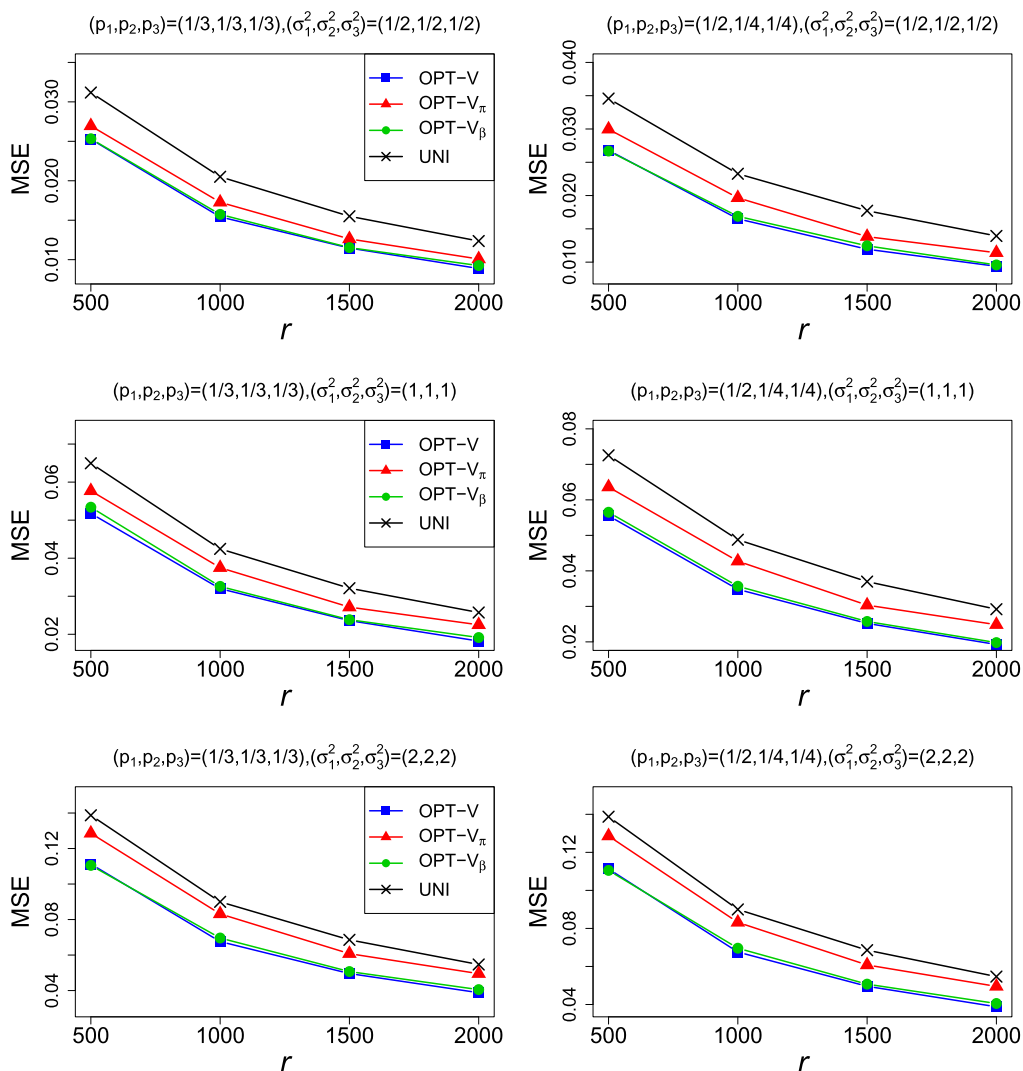 (p₁,p₂,p₃)=(1/3,1/3,1/3),(σ₁²,σ₂²,σ₃²)=(1/2,1/2,1/2)
MSE
0.010
0.020
0.030
OPT−V
OPT−Vπ
OPT−Vβ
UNI
500
1000
1500
2000
r
(p₁,p₂,p₃)=(1/2,1/4,1/4),(σ₁²,σ₂²,σ₃²)=(1/2,1/2,1/2)
MSE
0.010
0.020
0.030
0.040
500
1000
1500
2000
r
(p₁,p₂,p₃)=(1/3,1/3,1/3),(σ₁²,σ₂²,σ₃²)=(1,1,1)
MSE
0.02
0.04
0.06
OPT−V
OPT−Vπ
OPT−Vβ
UNI
500
1000
1500
2000
r
(p₁,p₂,p₃)=(1/2,1/4,1/4),(σ₁²,σ₂²,σ₃²)=(1,1,1)
MSE
0.02
0.04
0.06
0.08
500
1000
1500
2000
r
(p₁,p₂,p₃)=(1/3,1/3,1/3),(σ₁²,σ₂²,σ₃²)=(2,2,2)
MSE
0.04
0.08
0.12
OPT−V
OPT−Vπ
OPT−Vβ
UNI
500
1000
1500
2000
r
(p₁,p₂,p₃)=(1/2,1/4,1/4),(σ₁²,σ₂²,σ₃²)=(2,2,2)
MSE
0.04
0.08
0.12
500
1000
1500
2000
r